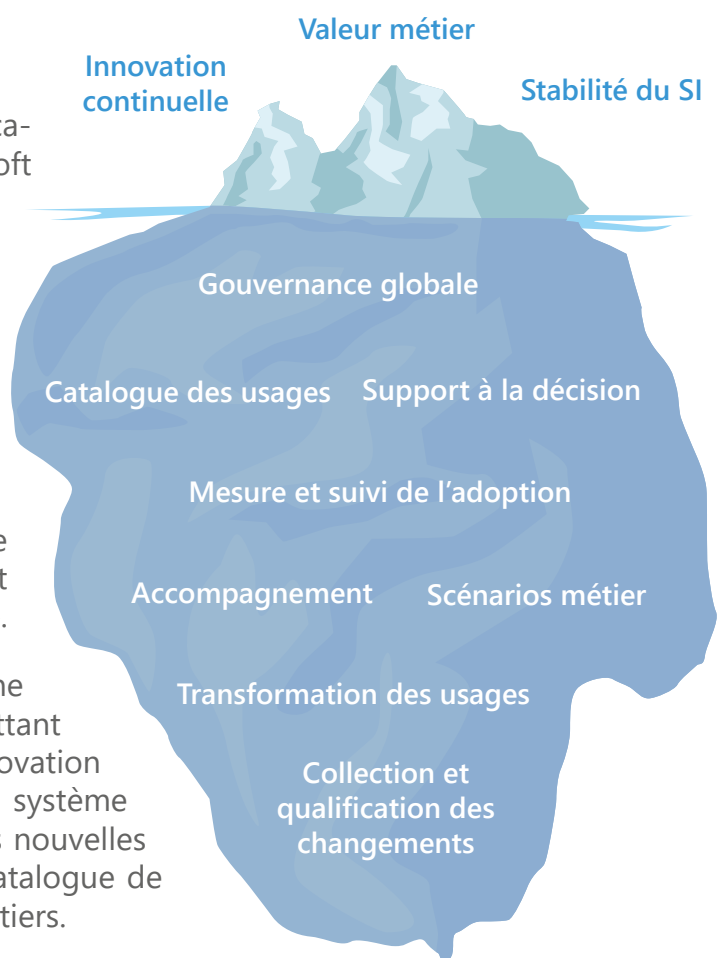 Valeur métier
Innovation
continuelle
Stabilité du SI
Gouvernance globale
Catalogue des usages
Support à la décision
Mesure et suivi de l’adoption
Accompagnement
Scénarios métier
Transformation des usages
Collection et
qualification des
changements
ca-
oft
e
t
.
ne
ttant
ovation
système
s nouvelles
atalogue de
tiers.